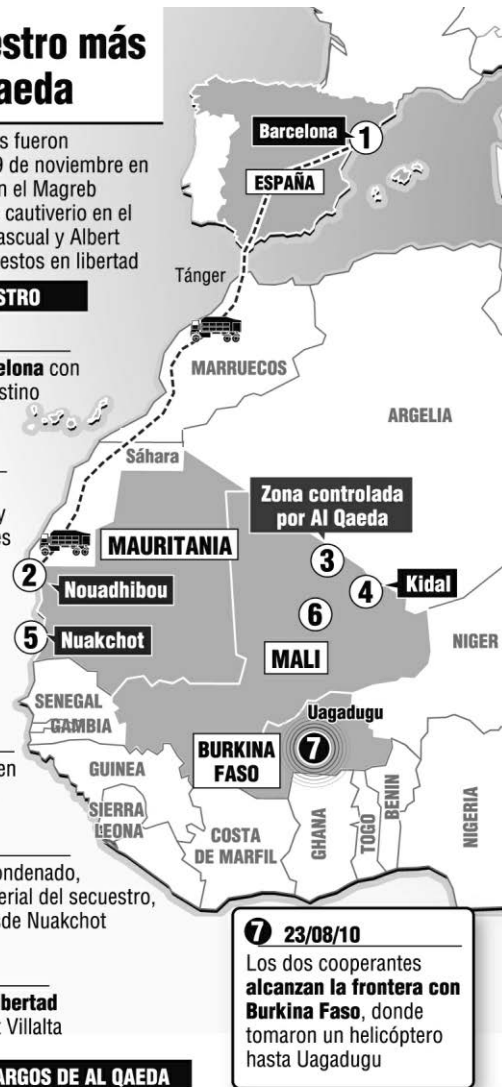 estro más
aeda
s fueron
9 de noviembre en
n el Magreb
cautiverio en el
ascual y Albert
estos en libertad
STRO
elona con
stino
y
es
en
ondenado,
erial del secuestro,
sde Nuakchot
bertad
t Villalta
ARGOS DE AL QAEDA
Barcelona
1
ESPAÑA
Tánger
MARRUECOS
ARGELIA
Sáhara
Zona controlada
por Al Qaeda
MAURITANIA
3
2
Nouadhibou
4
Kidal
6
5
Nuakchot
MALI
NIGER
SENEGAL
GAMBIA
Uagadugu
7
BURKINA
FASO
GUINEA
SIERRA
LEONA
COSTA
DE MARFIL
GHANA
TOGO
BENIN
NIGERIA
7 23/08/10
Los dos cooperantes
alcanzan la frontera con
Burkina Faso, donde
tomaron un helicóptero
hasta Uagadugu